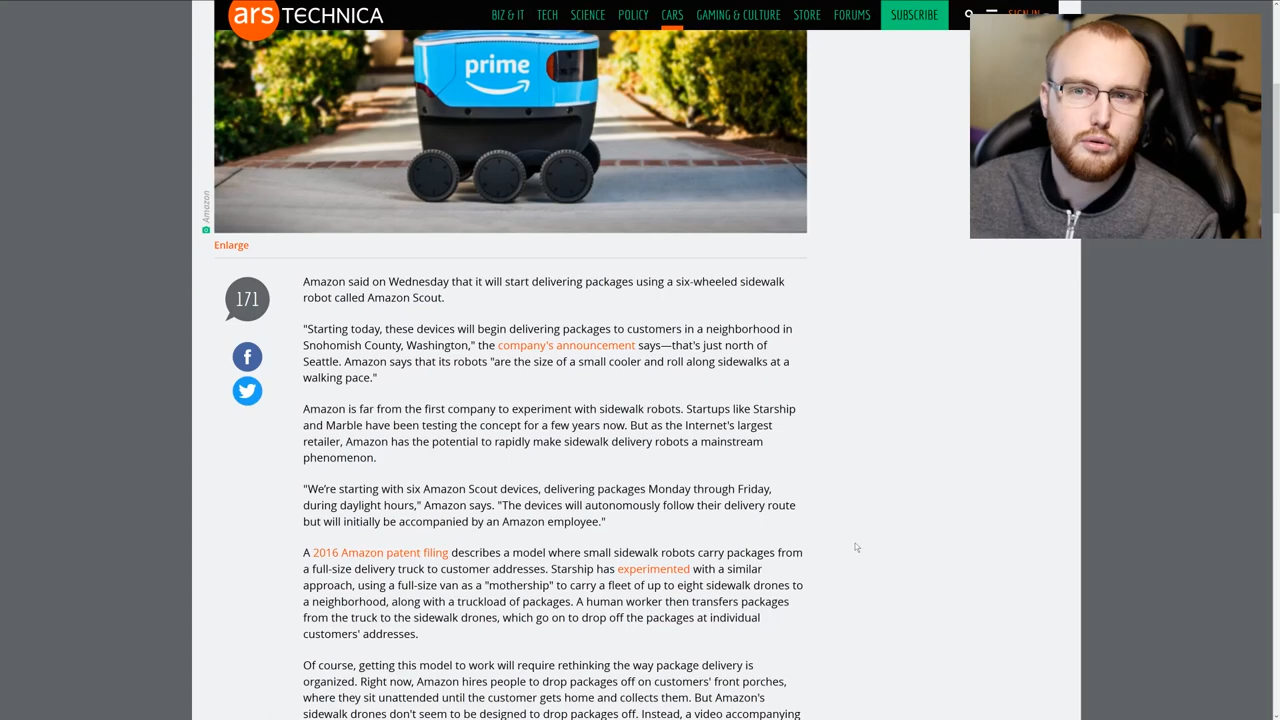 ars TECHNICA
BIZ & IT TECH SCIENCE POLICY CARS GAMING & CULTURE STORE FORUMS SUBSCRIBE SIGN IN
prime
Amazon
Enlarge
171
Amazon said on Wednesday that it will start delivering packages using a six-wheeled sidewalk
robot called Amazon Scout.
"Starting today, these devices will begin delivering packages to customers in a neighborhood in
Snohomish County, Washington," the company's announcement says—that's just north of
Seattle. Amazon says that its robots "are the size of a small cooler and roll along sidewalks at a
walking pace."
Amazon is far from the first company to experiment with sidewalk robots. Startups like Starship
and Marble have been testing the concept for a few years now. But as the Internet's largest
retailer, Amazon has the potential to rapidly make sidewalk delivery robots a mainstream
phenomenon.
"We're starting with six Amazon Scout devices, delivering packages Monday through Friday,
during daylight hours," Amazon says. "The devices will autonomously follow their delivery route
but will initially be accompanied by an Amazon employee."
A 2016 Amazon patent filing describes a model where small sidewalk robots carry packages from
a full-size delivery truck to customer addresses. Starship has experimented with a similar
approach, using a full-size van as a "mothership" to carry a fleet of up to eight sidewalk drones to
a neighborhood, along with a truckload of packages. A human worker then transfers packages
from the truck to the sidewalk drones, which go on to drop off the packages at individual
customers' addresses.
Of course, getting this model to work will require rethinking the way package delivery is
organized. Right now, Amazon hires people to drop packages off on customers' front porches,
where they sit unattended until the customer gets home and collects them. But Amazon's
sidewalk drones don't seem to be designed to drop packages off. Instead, a video accompanying